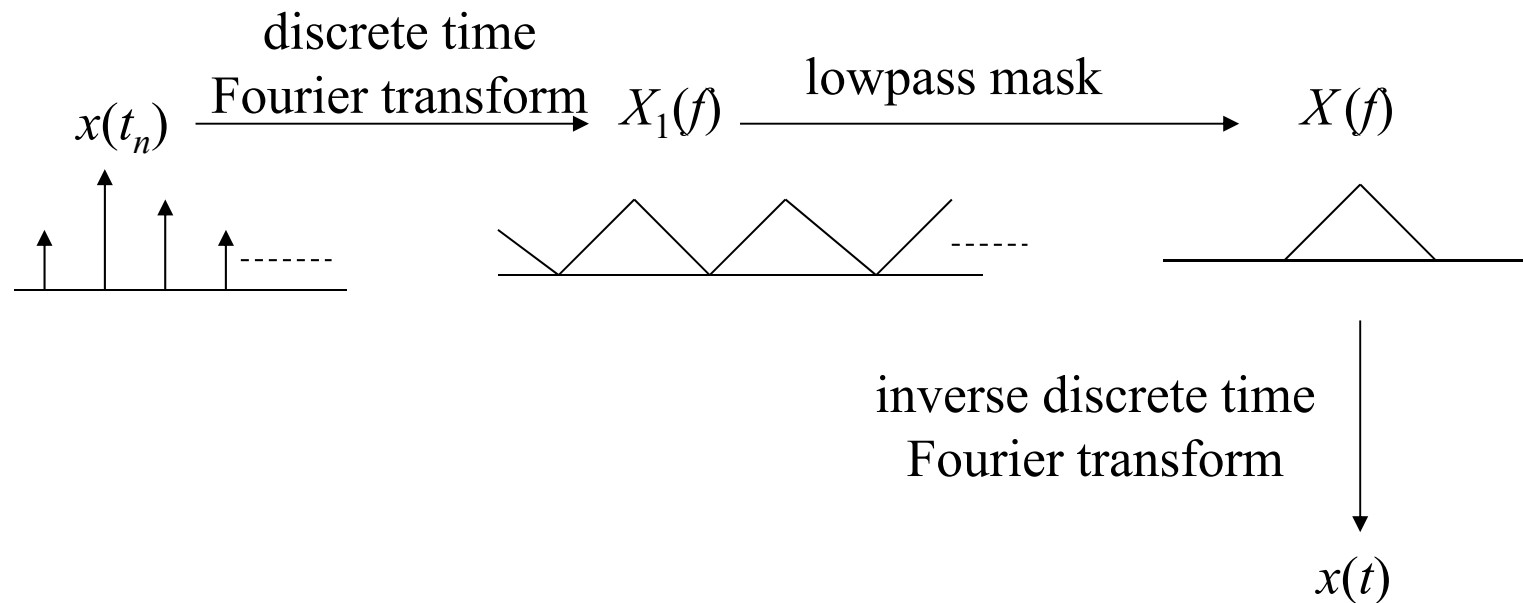 discrete time
Fourier transform
x(tₙ)
X₁(f)
lowpass mask
X(f)
inverse discrete time
Fourier transform
x(t)